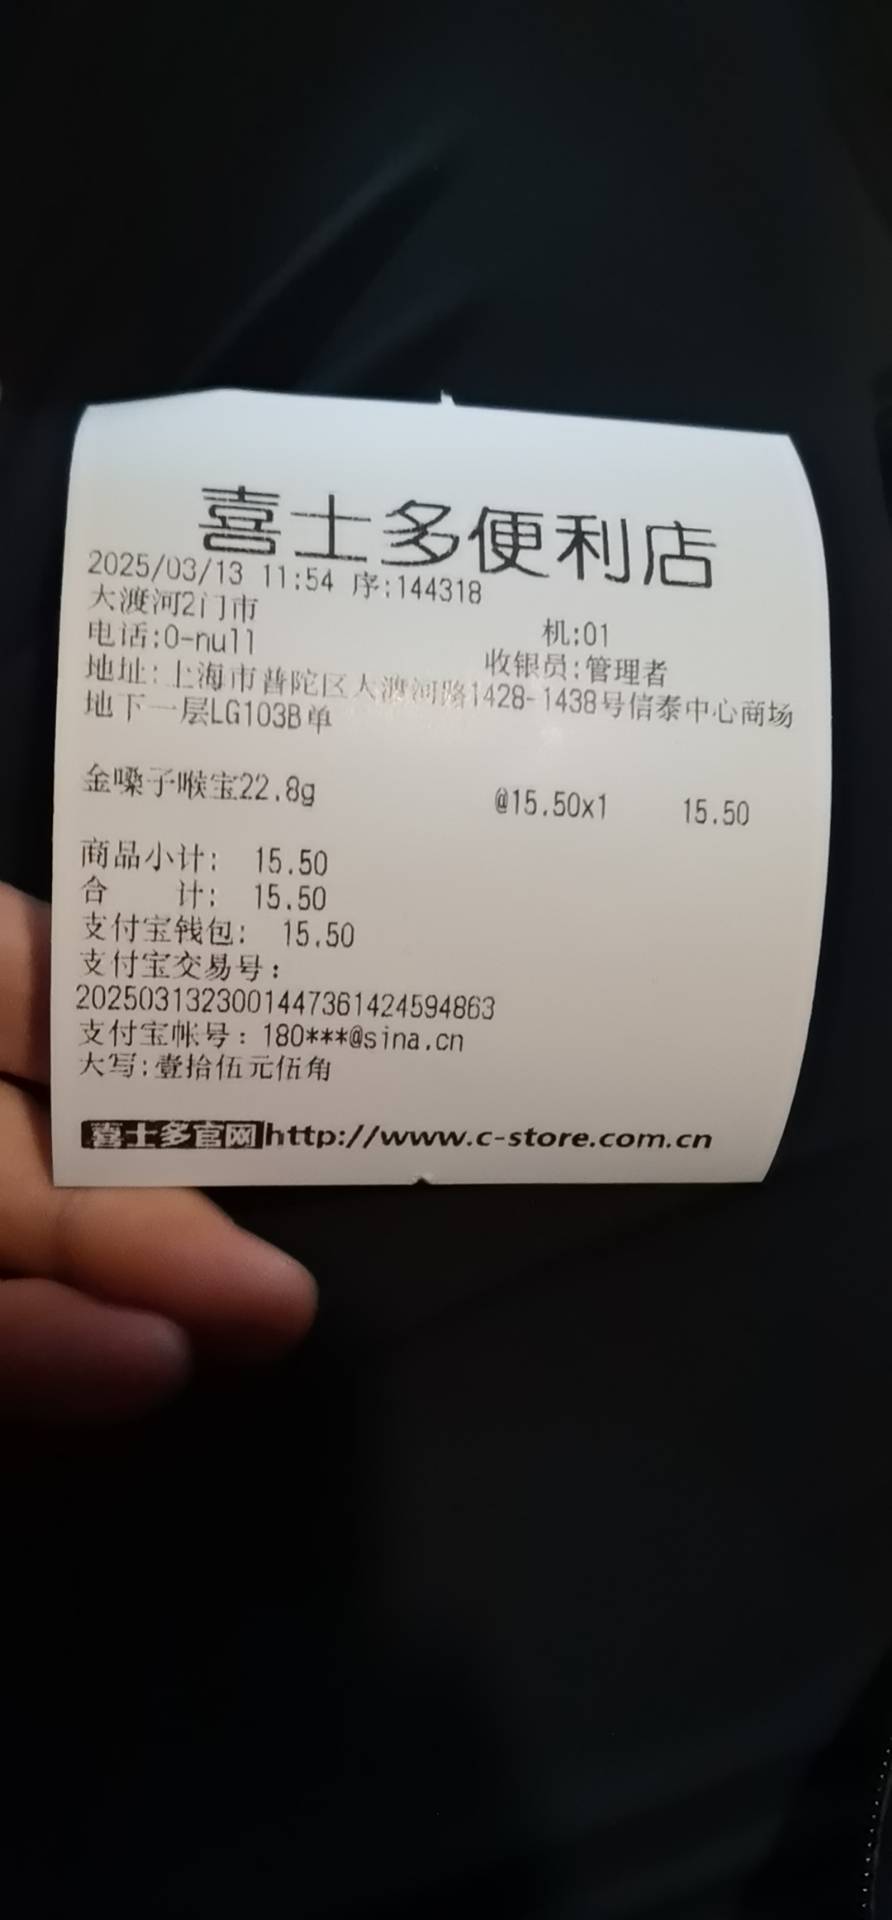 喜士多便利店
2025/03/13 11:54 序:144318
大渡河2门市 机:01
电话:0-null 收银员:管理者
地址:上海市普陀区大渡河路1428-1438号信泰中心商场
地下一层LG103B单
金嗓子喉宝22.8g @15.50x1 15.50
商品小计: 15.50
合 计: 15.50
支付宝钱包: 15.50
支付宝交易号:
2025031323001447361424594863
支付宝帐号:180***@sina.cn
大写:壹拾伍元伍角
喜士多官网http://www.c-store.com.cn